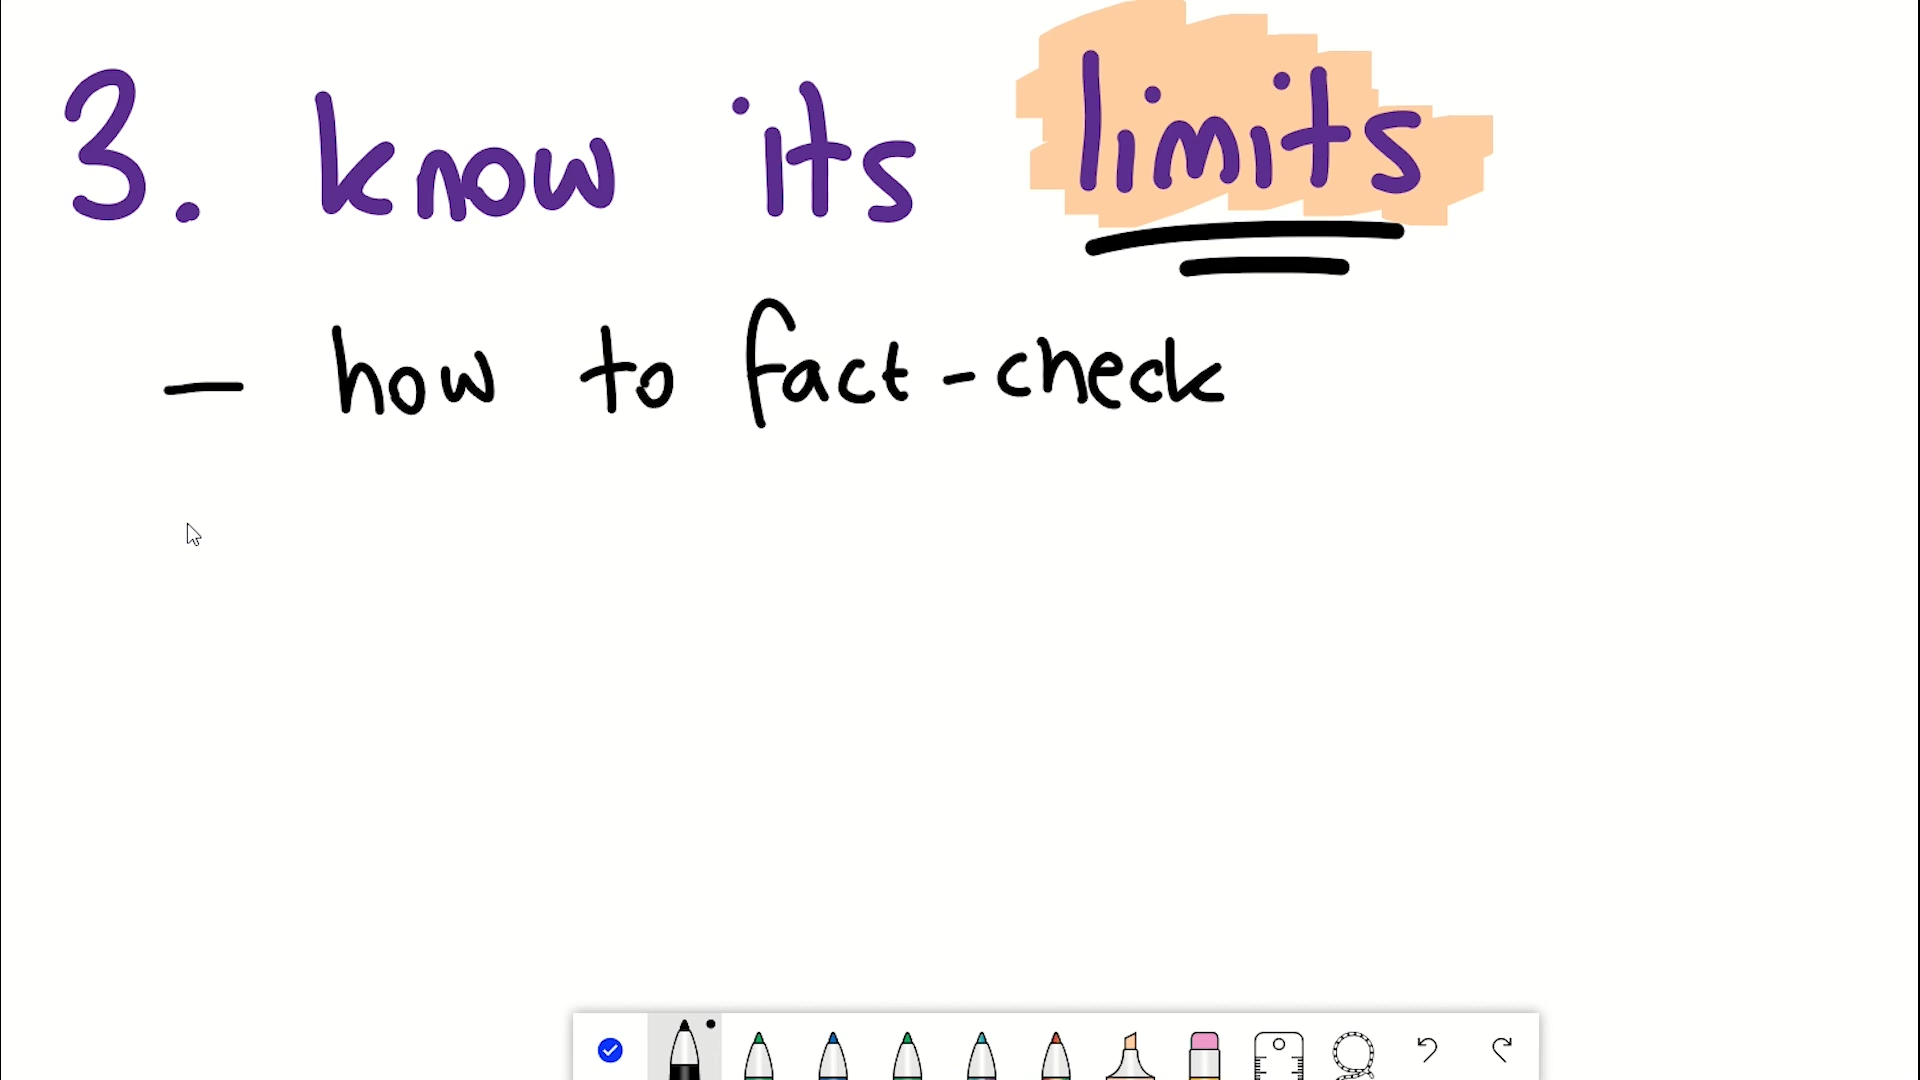 3. know its limits
- how to fact-check